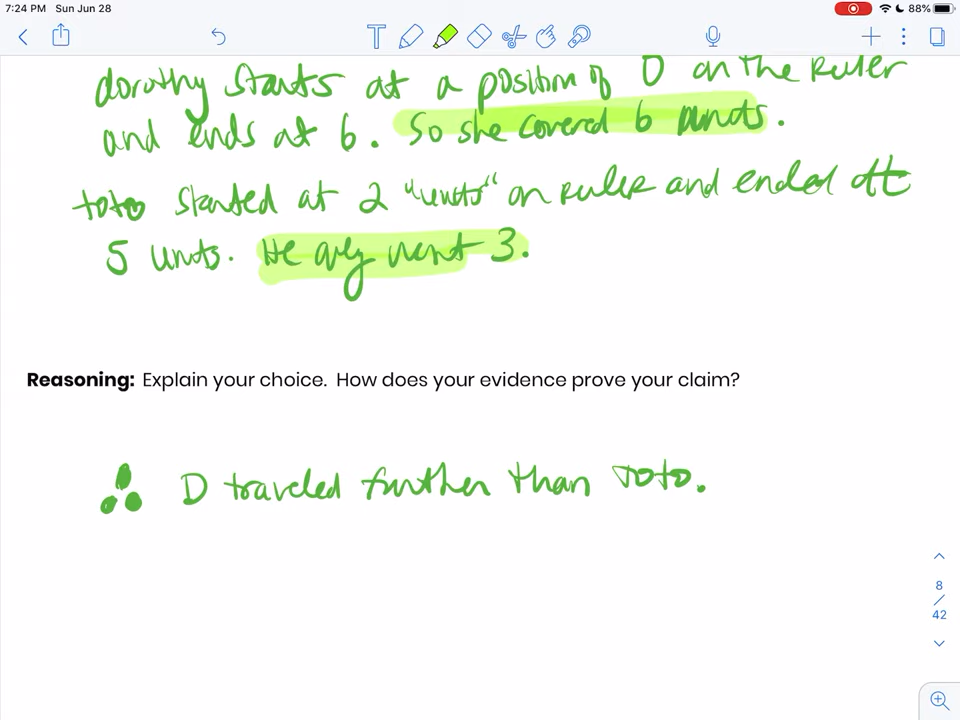 7:24 PM Sun Jun 28
88%
dorothy starts at a position of 0 on the Ruler
and ends at 6. So she covered 6 units.
toto started at 2 "units" on ruler and ended at
5 units. He only went 3.
Reasoning: Explain your choice. How does your evidence prove your claim?
∴ D traveled further than Toto.
8
/
42